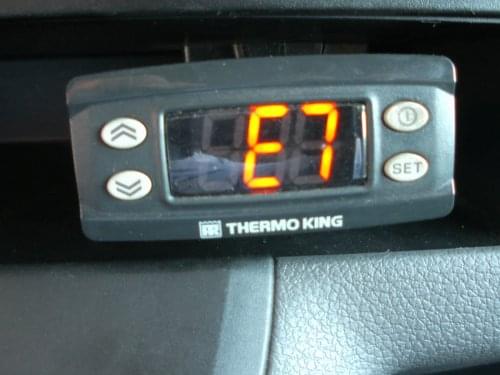 E7
SET
THERMO KING